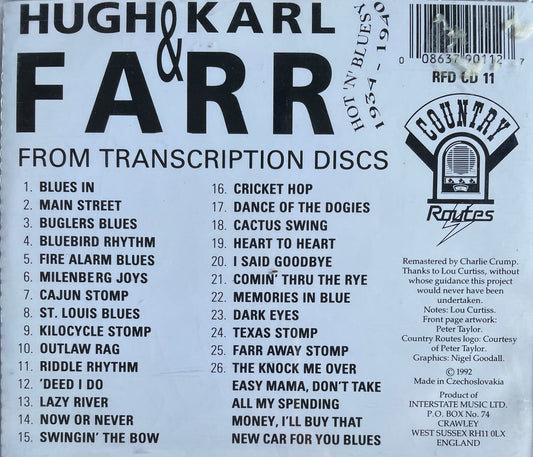 HUGH & KARL
FARR
HOT 'N' BLUESY
1934 - 1940
FROM TRANSCRIPTION DISCS
1. BLUES IN
2. MAIN STREET
3. BUGLERS BLUES
4. BLUEBIRD RHYTHM
5. FIRE ALARM BLUES
6. MILENBERG JOYS
7. CAJUN STOMP
8. ST. LOUIS BLUES
9. KILOCYCLE STOMP
10. OUTLAW RAG
11. RIDDLE RHYTHM
12. 'DEED I DO
13. LAZY RIVER
14. NOW OR NEVER
15. SWINGIN' THE BOW
16. CRICKET HOP
17. DANCE OF THE DOGIES
18. CACTUS SWING
19. HEART TO HEART
20. I SAID GOODBYE
21. COMIN' THRU THE RYE
22. MEMORIES IN BLUE
23. DARK EYES
24. TEXAS STOMP
25. FARR AWAY STOMP
26. THE KNOCK ME OVER
EASY MAMA, DON'T TAKE
ALL MY SPENDING
MONEY, I'LL BUY THAT
NEW CAR FOR YOU BLUES
0 08637 90112 7
RFD CD 11
COUNTRY
Routes
Remastered by Charlie Crump.
Thanks to Lou Curtiss, without
whose guidance this project
would never have been
undertaken.
Notes: Lou Curtiss.
Front page artwork:
Peter Taylor.
Country Routes logo: Courtesy
of Peter Taylor.
Graphics: Nigel Goodall.
© 1992
Made in Czechoslovakia
Product of
INTERSTATE MUSIC LTD.
P.O. BOX No. 74
CRAWLEY
WEST SUSSEX RH11 0LX
ENGLAND